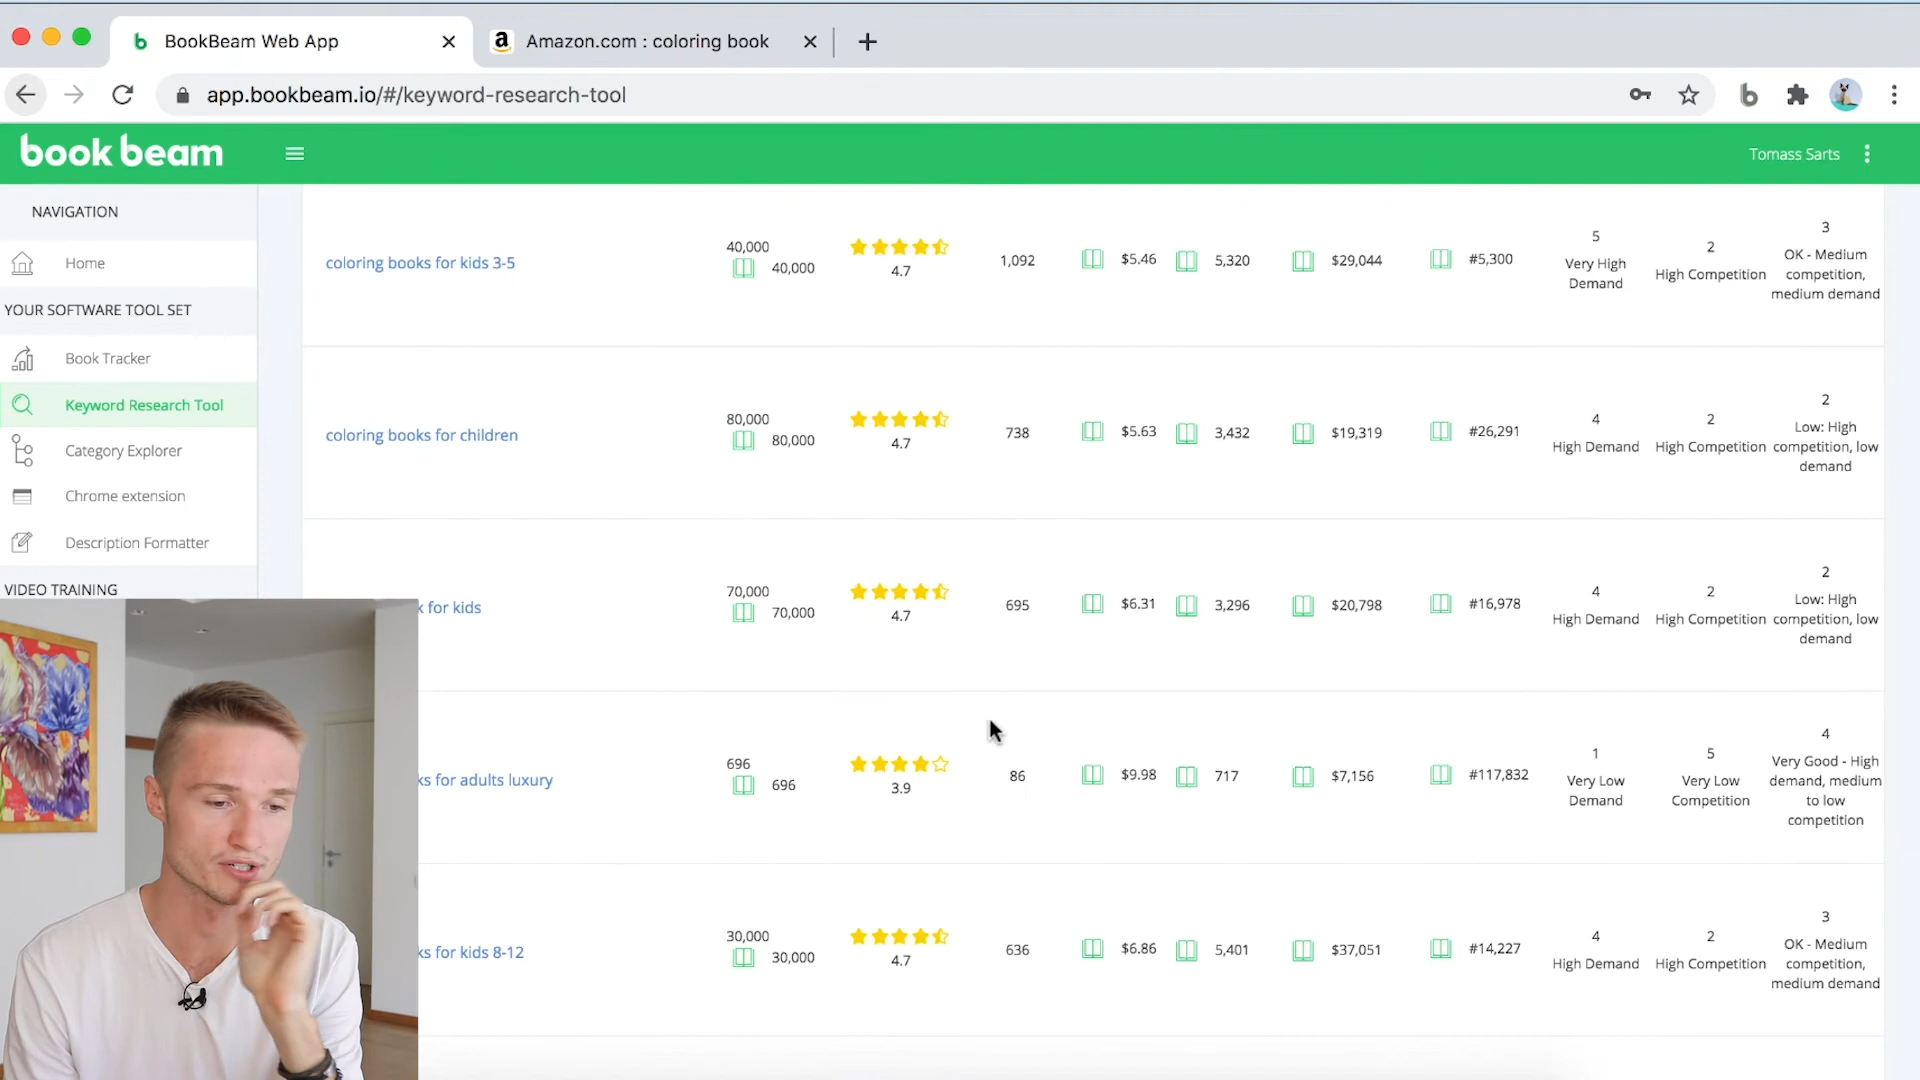 BookBeam Web App
Amazon.com : coloring book
app.bookbeam.io/#/keyword-research-tool
book beam
Tomass Sarts
NAVIGATION
Home
YOUR SOFTWARE TOOL SET
Book Tracker
Keyword Research Tool
Category Explorer
Chrome extension
Description Formatter
VIDEO TRAINING
coloring books for kids 3-5
40,000
40,000
4.7
1,092
$5.46
5,320
$29,044
#5,300
5
Very High
Demand
2
High Competition
3
OK - Medium
competition,
medium demand
coloring books for children
80,000
80,000
4.7
738
$5.63
3,432
$19,319
#26,291
4
High Demand
2
High Competition
2
Low: High
competition, low
demand
k for kids
70,000
70,000
4.7
695
$6.31
3,296
$20,798
#16,978
4
High Demand
2
High Competition
2
Low: High
competition, low
demand
ks for adults luxury
696
696
3.9
86
$9.98
717
$7,156
#117,832
1
Very Low
Demand
5
Very Low
Competition
4
Very Good - High
demand, medium
to low
competition
ks for kids 8-12
30,000
30,000
4.7
636
$6.86
5,401
$37,051
#14,227
4
High Demand
2
High Competition
3
OK - Medium
competition,
medium demand